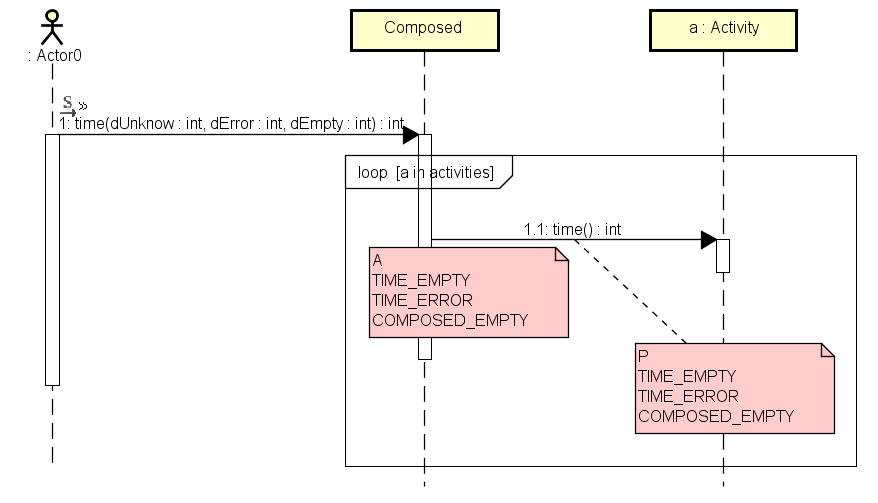 Composed
a : Activity
: Actor0
S »
1: time(dUnknow : int, dError : int, dEmpty : int) : int
loop [a in activities]
1.1: time() : int
A
TIME_EMPTY
TIME_ERROR
COMPOSED_EMPTY
P
TIME_EMPTY
TIME_ERROR
COMPOSED_EMPTY